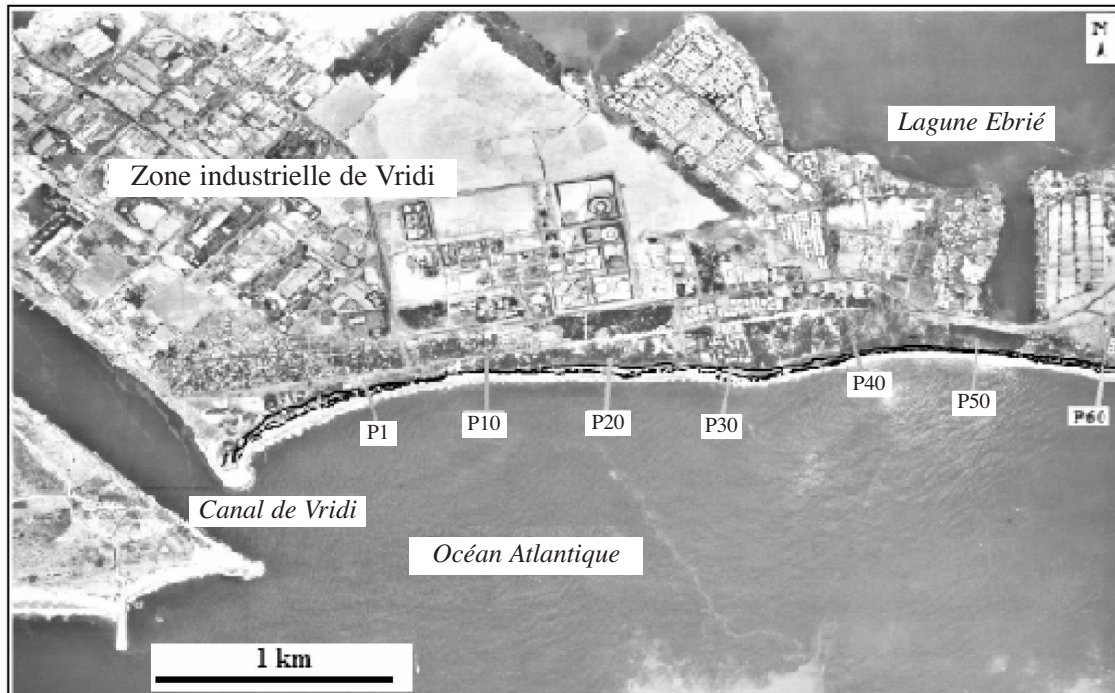 N
Lagune Ebrié
Zone industrielle de Vridi
P1
P10
P20
P30
P40
P50
P60
Canal de Vridi
Océan Atlantique
1 km